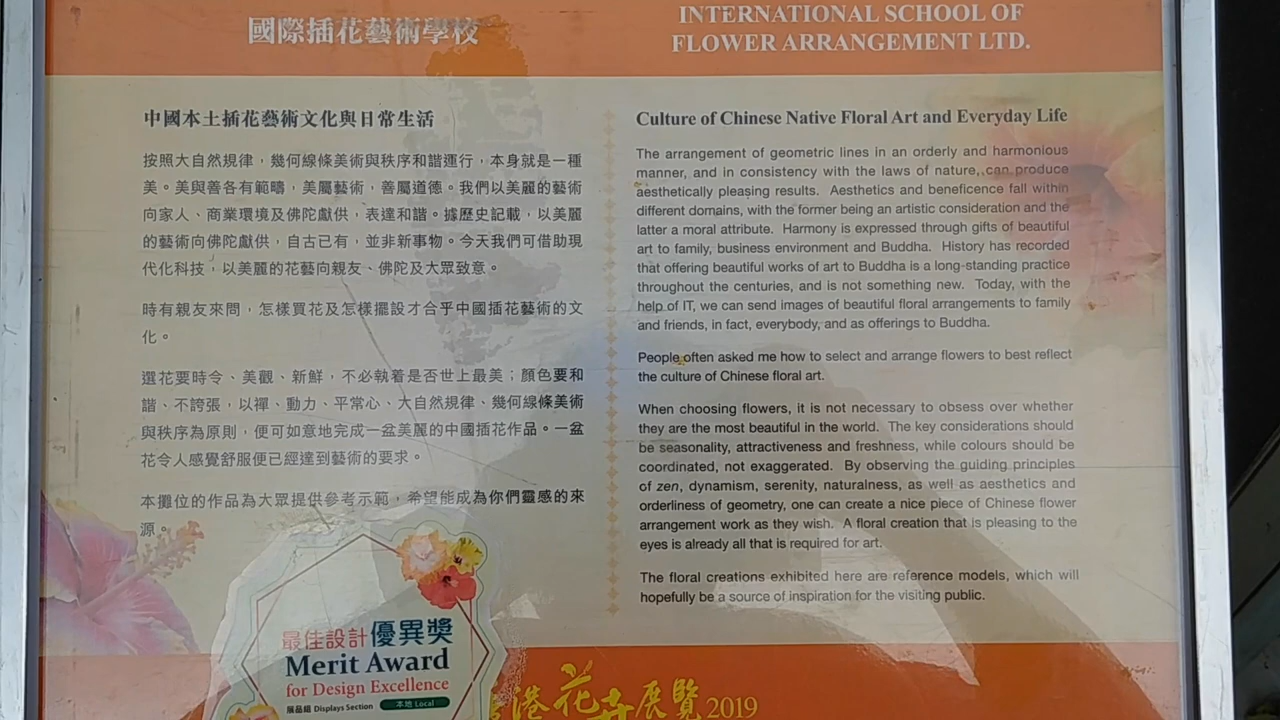 國際插花藝術學校
INTERNATIONAL SCHOOL OF
FLOWER ARRANGEMENT LTD.
中國本土插花藝術文化與日常生活
按照大自然規律，幾何線條美術與秩序和諧運行，本身就是一種
美。美與善各有範疇，美屬藝術，善屬道德。我們以美麗的藝術
向家人、商業環境及佛陀獻供，表達和諧。據歷史記載，以美麗
的藝術向佛陀獻供，自古已有，並非新事物。今天我們可借助現
代化科技，以美麗的花藝向親友、佛陀及大眾致意。
時有親友來問，怎樣買花及怎樣擺設才合乎中國插花藝術的文
化。
選花要時令、美觀、新鮮，不必執着是否世上最美；顏色要和
諧、不誇張，以禪、動力、平常心、大自然規律、幾何線條美術
與秩序為原則，便可如意地完成一盆美麗的中國插花作品。一盆
花令人感覺舒服便已經達到藝術的要求。
本攤位的作品為大眾提供參考示範，希望能成為你們靈感的來
源。
Culture of Chinese Native Floral Art and Everyday Life
The arrangement of geometric lines in an orderly and harmonious
manner, and in consistency with the laws of nature, can produce
aesthetically pleasing results. Aesthetics and beneficence fall within
different domains, with the former being an artistic consideration and the
latter a moral attribute. Harmony is expressed through gifts of beautiful
art to family, business environment and Buddha. History has recorded
that offering beautiful works of art to Buddha is a long-standing practice
throughout the centuries, and is not something new. Today, with the
help of IT, we can send images of beautiful floral arrangements to family
and friends, in fact, everybody, and as offerings to Buddha.
People often asked me how to select and arrange flowers to best reflect
the culture of Chinese floral art.
When choosing flowers, it is not necessary to obsess over whether
they are the most beautiful in the world. The key considerations should
be seasonality, attractiveness and freshness, while colours should be
coordinated, not exaggerated. By observing the guiding principles
of zen, dynamism, serenity, naturalness, as well as aesthetics and
orderliness of geometry, one can create a nice piece of Chinese flower
arrangement work as they wish. A floral creation that is pleasing to the
eyes is already all that is required for art.
The floral creations exhibited here are reference models, which will
hopefully be a source of inspiration for the visiting public.
最佳設計優異獎
Merit Award
for Design Excellence
展品組 Displays Section 本地 Local
港花卉展覽2019